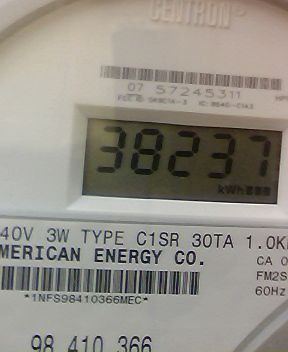 CENTRON®
07 57245311
38237
kWh
40V 3W TYPE C1SR 30TA 1.0K
MERICAN ENERGY CO.
CA 0
FM2S
*1NFS98410366MEC*
60Hz
98 410 366